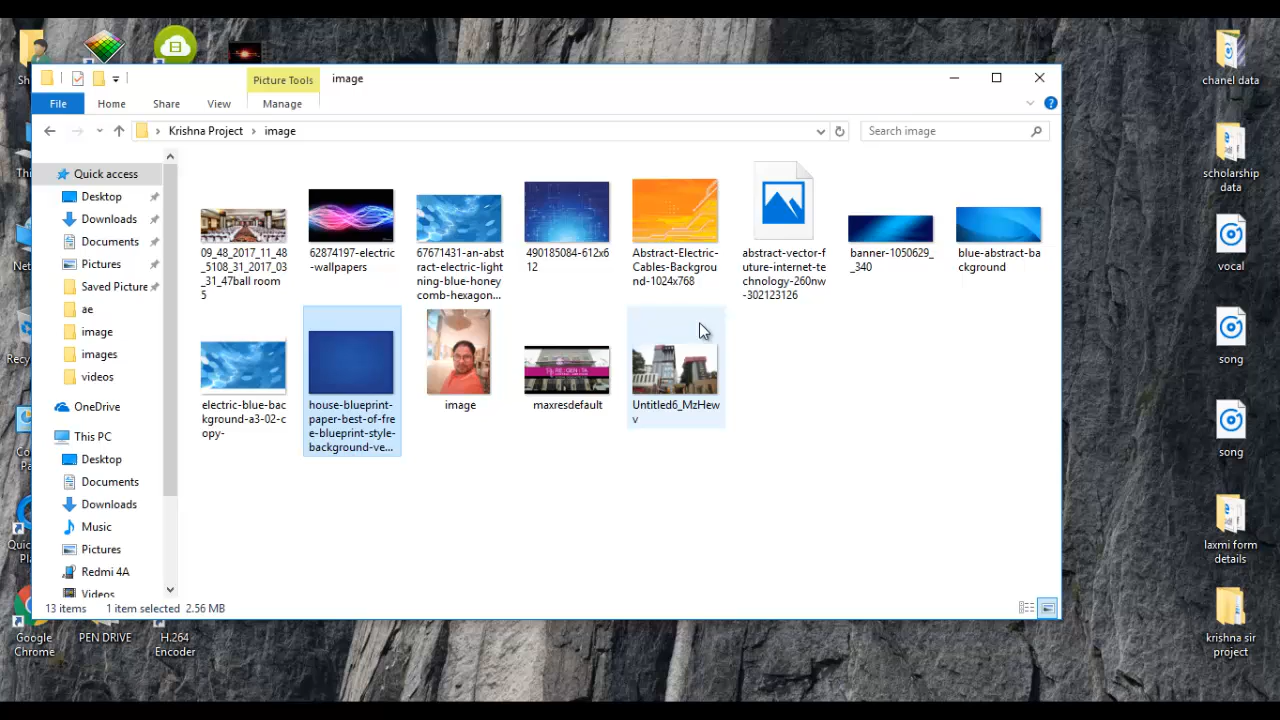 Picture Tools
image
File
Home
Share
View
Manage
Krishna Project
image
Search image
Quick access
Desktop
Downloads
Documents
Pictures
Saved Picture
ae
image
images
videos
OneDrive
This PC
Desktop
Documents
Downloads
Music
Pictures
Redmi 4A
Videos
09_48_2017_11_48
_5108_31_2017_03
_31_47ball room
5
62874197-electric
-wallpapers
67671431-an-abst
ract-electric-light
ning-blue-honey
comb-hexagon...
490185084-612x6
12
Abstract-Electric-
Cables-Backgrou
nd-1024x768
abstract-vector-f
uture-internet-te
chnology-260nw
-302123126
banner-1050629_
_340
blue-abstract-ba
ckground
electric-blue-bac
kground-a3-02-c
opy-
house-blueprint-
paper-best-of-fre
e-blueprint-style-
background-ve...
image
maxresdefault
Untitled6_MzHew
v
13 items
1 item selected 2.56 MB
Google
Chrome
PEN DRIVE
H.264
Encoder
chanel data
scholarship
data
vocal
song
song
laxmi form
details
krishna sir
project